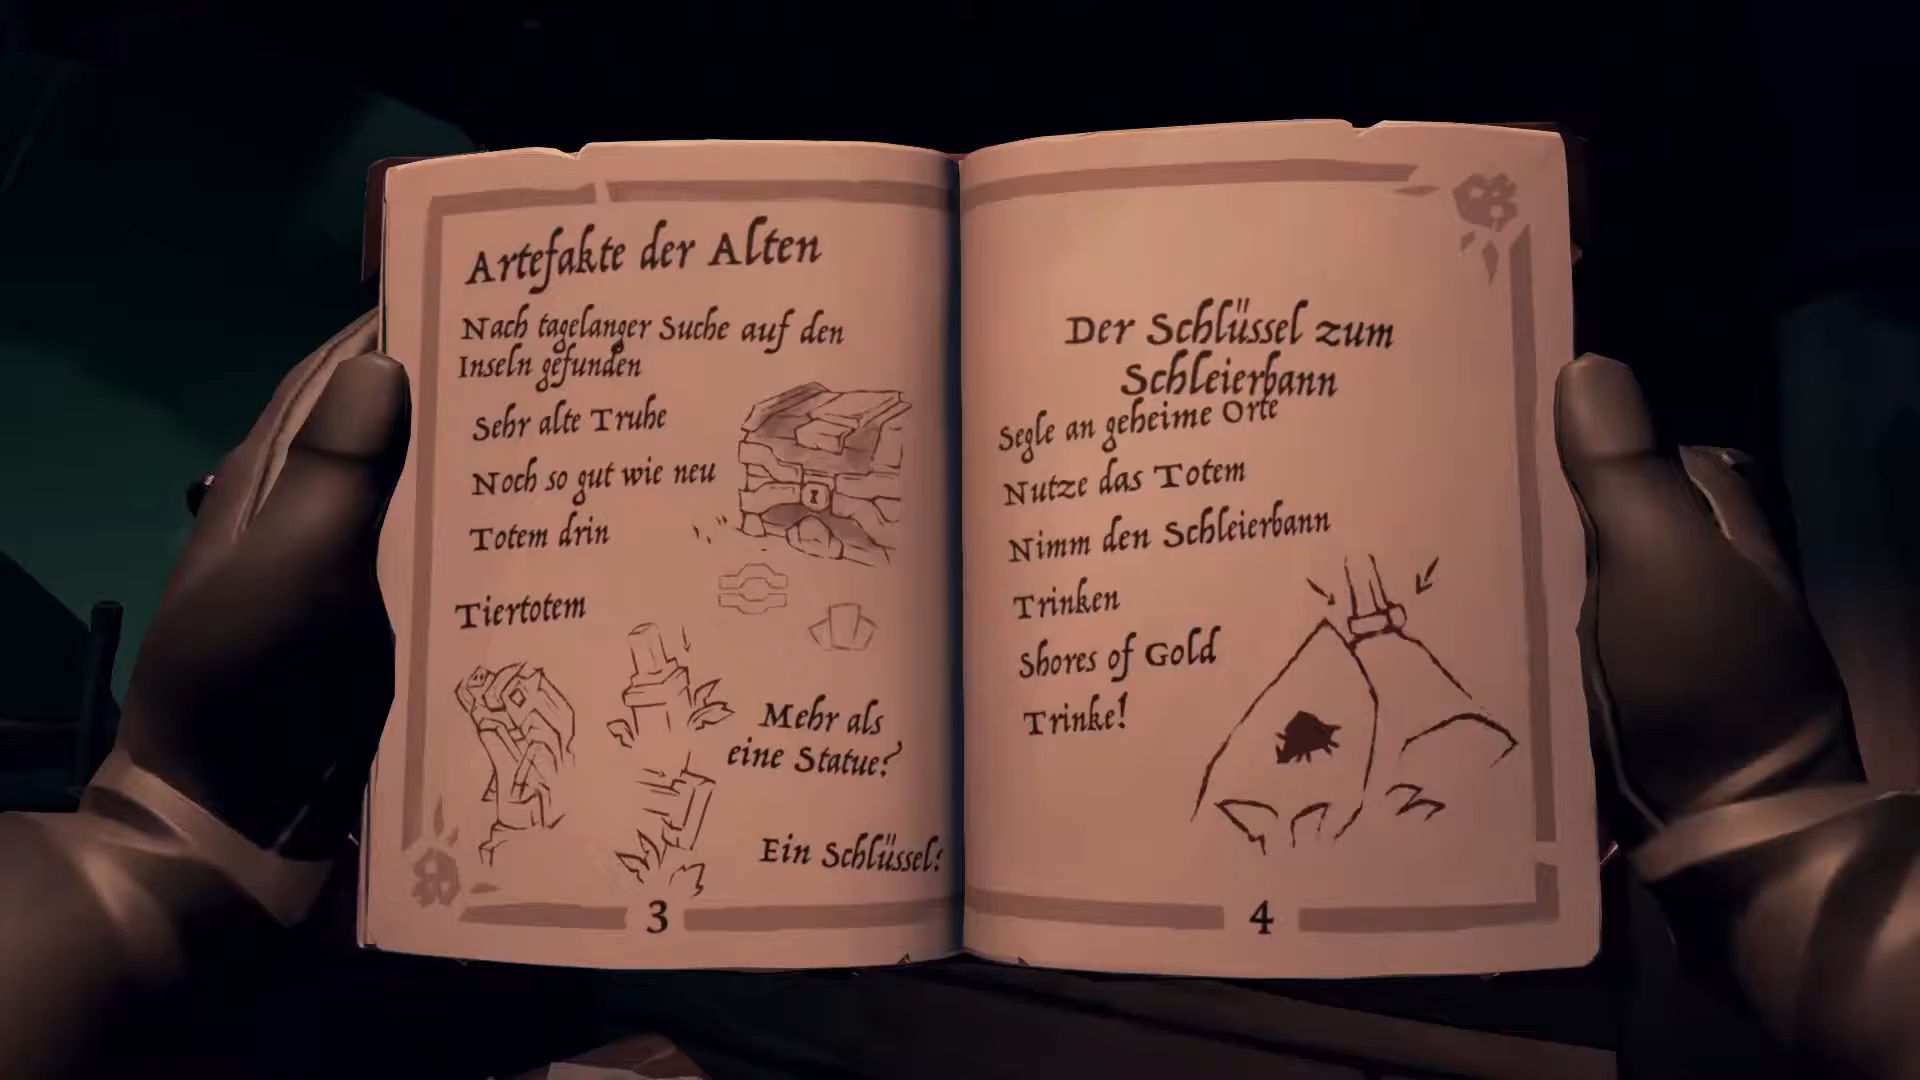 Artefakte der Alten
Nach tagelanger Suche auf den
Inseln gefunden
Sehr alte Truhe
Noch so gut wie neu
Totem drin
Tiertotem
Mehr als
eine Statue?
Ein Schlüssel?
3
Der Schlüssel zum
Schleierbann
Segle an geheime Orte
Nutze das Totem
Nimm den Schleierbann
Trinken
Shores of Gold
Trinke!
4